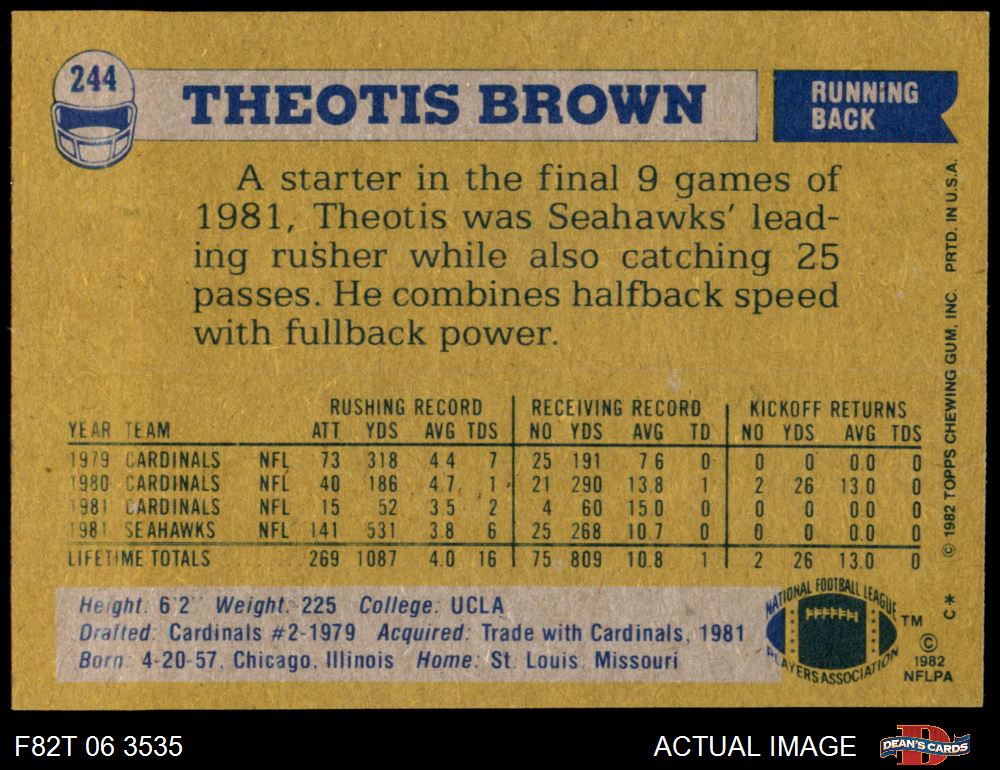 244
THEOTIS BROWN
RUNNING
BACK
A starter in the final 9 games of
1981, Theotis was Seahawks' lead-
ing rusher while also catching 25
passes. He combines halfback speed
with fullback power.
RUSHING RECORD RECEIVING RECORD KICKOFF RETURNS
YEAR TEAM ATT YDS AVG TDS NO YDS AVG TD NO YDS AVG TDS
1979 CARDINALS NFL 73 318 4.4 7 25 191 7.6 0 0 0 0.0 0
1980 CARDINALS NFL 40 186 4.7 1 21 290 13.8 1 2 26 13.0 0
1981 CARDINALS NFL 15 52 3.5 2 4 60 15.0 0 0 0 0.0 0
1981 SEAHAWKS NFL 141 531 3.8 6 25 268 10.7 0 0 0 0.0 0
LIFETIME TOTALS 269 1087 4.0 16 75 809 10.8 1 2 26 13.0 0
Height: 6'2" Weight: 225 College: UCLA
Drafted: Cardinals #2-1979 Acquired: Trade with Cardinals, 1981
Born: 4-20-57, Chicago, Illinois Home: St. Louis, Missouri
NATIONAL FOOTBALL LEAGUE
PLAYERS ASSOCIATION
TM
©
1982
NFLPA
C*
© 1982 TOPPS CHEWING GUM, INC. PRTD. IN U.S.A.
F82T 06 3535
ACTUAL IMAGE
D
DEAN'S CARDS